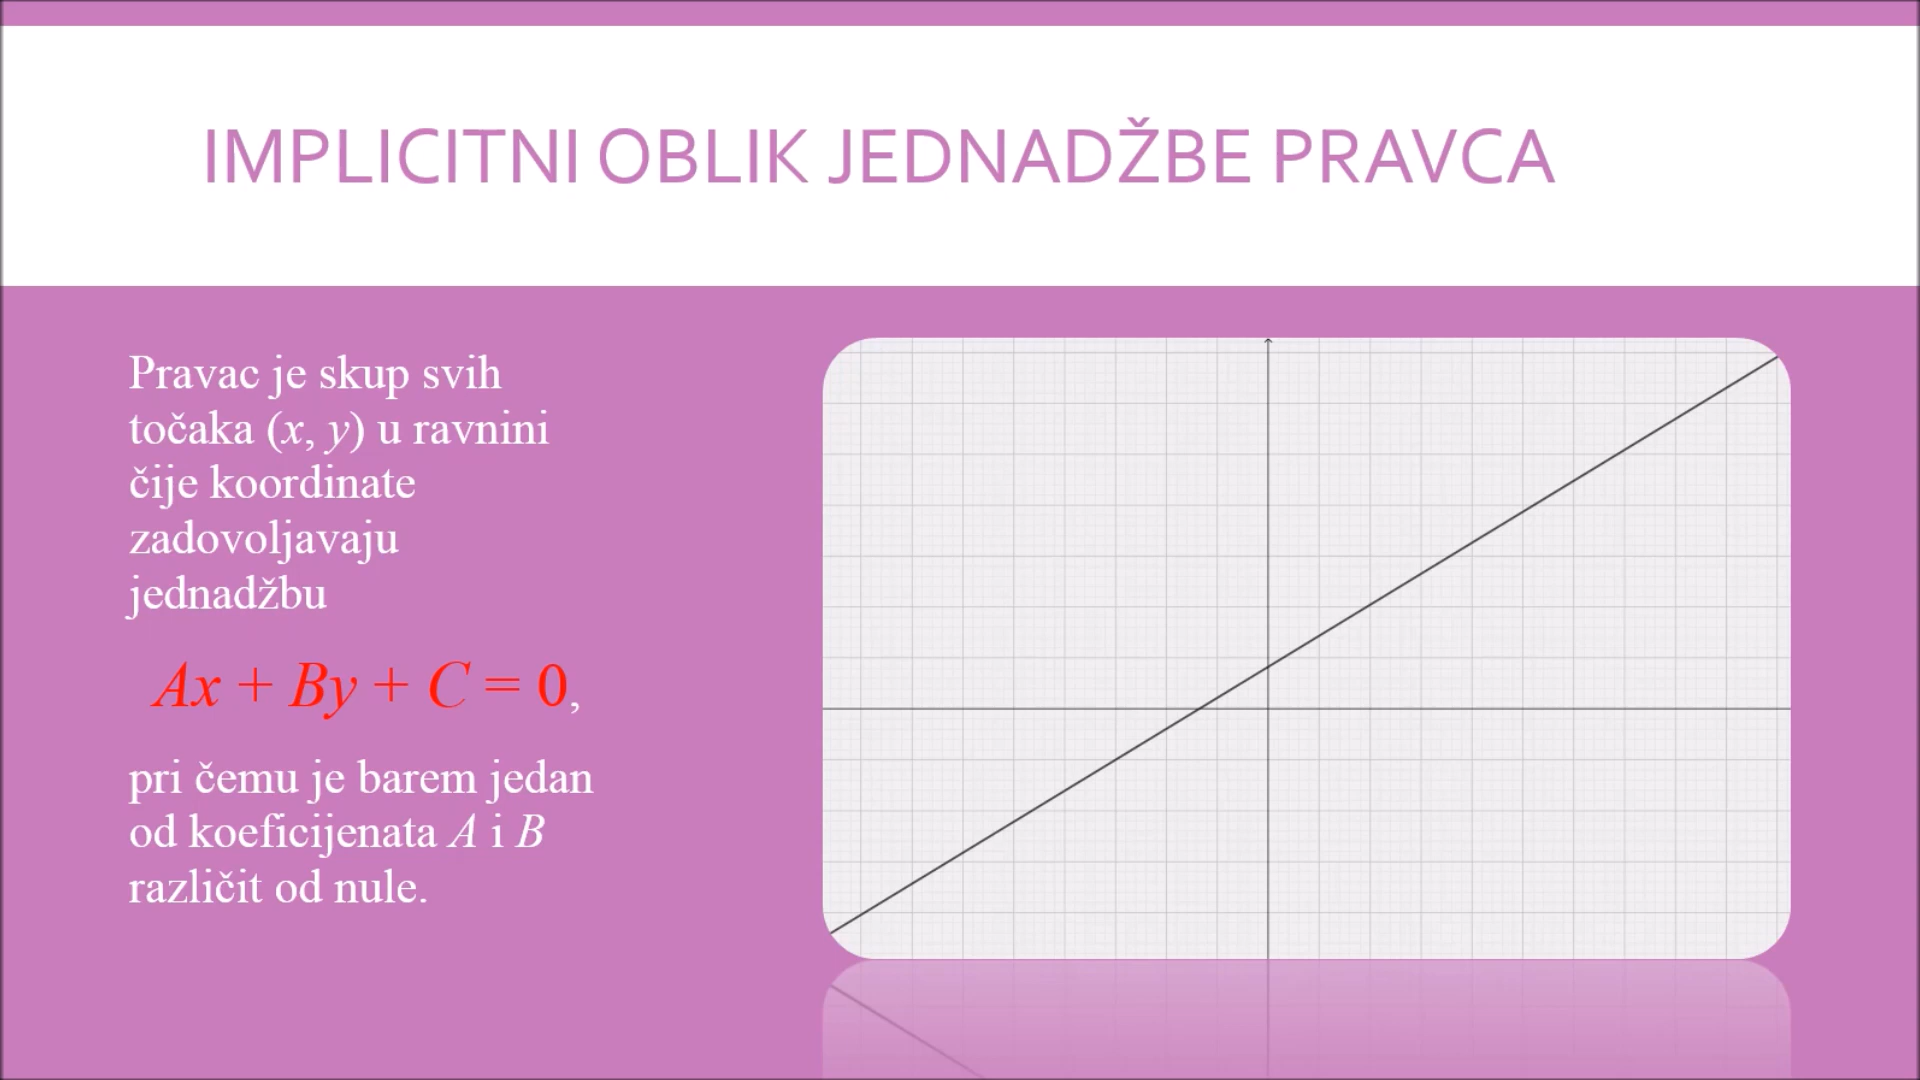 IMPLICITNI OBLIK JEDNADŽBE PRAVCA
Pravac je skup svih
točaka (x, y) u ravnini
čije koordinate
zadovoljavaju
jednadžbu
Ax + By + C = 0,
pri čemu je barem jedan
od koeficijenata A i B
različit od nule.